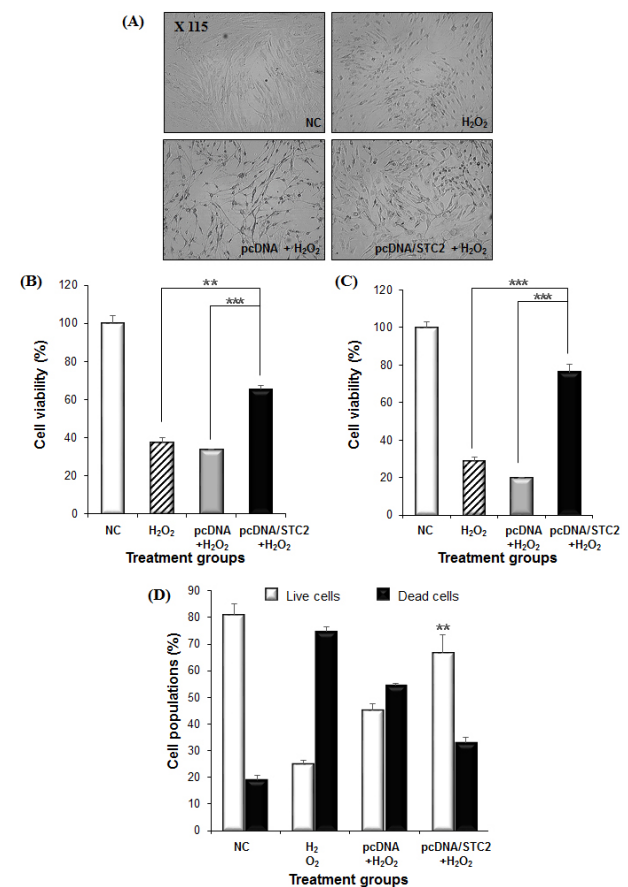 (A)
X 115
NC
H₂O₂
pcDNA + H₂O₂
pcDNA/STC2 + H₂O₂
(B)
120
100
80
60
40
20
0
Cell viability (%)
**
***
NC
H₂O₂
pcDNA
+H₂O₂
pcDNA/STC2
+H₂O₂
Treatment groups
(C)
120
100
80
60
40
20
0
Cell viability (%)
***
***
NC
H₂O₂
pcDNA
+H₂O₂
pcDNA/STC2
+H₂O₂
Treatment groups
(D)
Live cells
Dead cells
90
80
70
60
50
40
30
20
10
0
Cell populations (%)
**
NC
H₂
O₂
pcDNA
+H₂O₂
pcDNA/STC2
+H₂O₂
Treatment groups